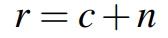 r = c + n